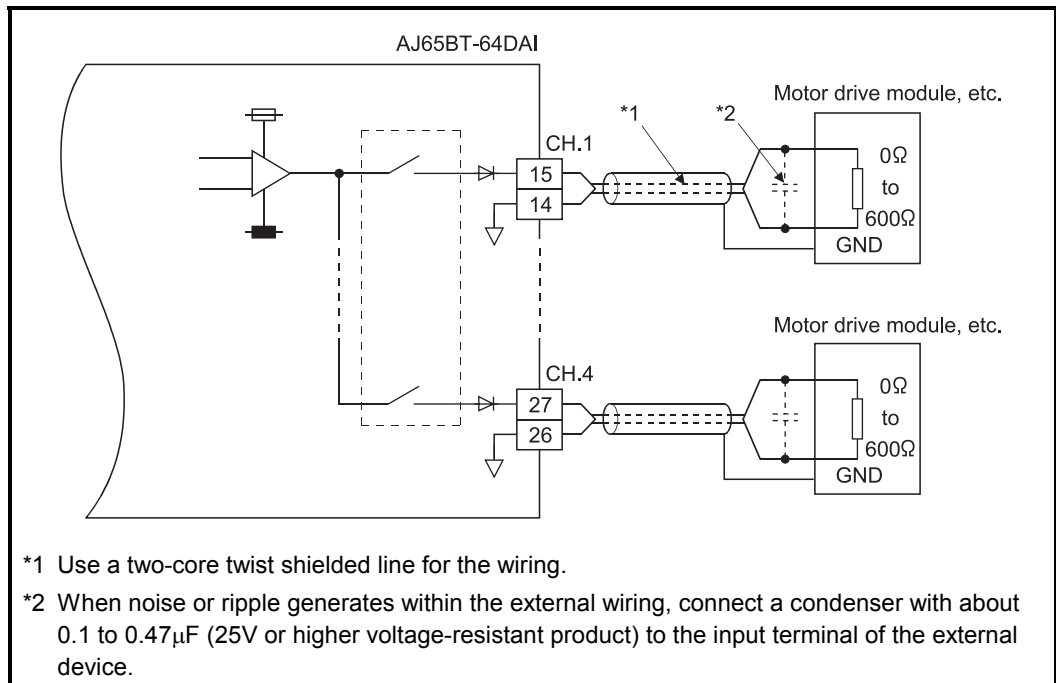 AJ65BT-64DAI
Motor drive module, etc.
*1
*2
CH.1
15
14
0Ω
to
600Ω
GND
Motor drive module, etc.
CH.4
27
26
0Ω
to
600Ω
GND
*1 Use a two-core twist shielded line for the wiring.
*2 When noise or ripple generates within the external wiring, connect a condenser with about
0.1 to 0.47μF (25V or higher voltage-resistant product) to the input terminal of the external
device.